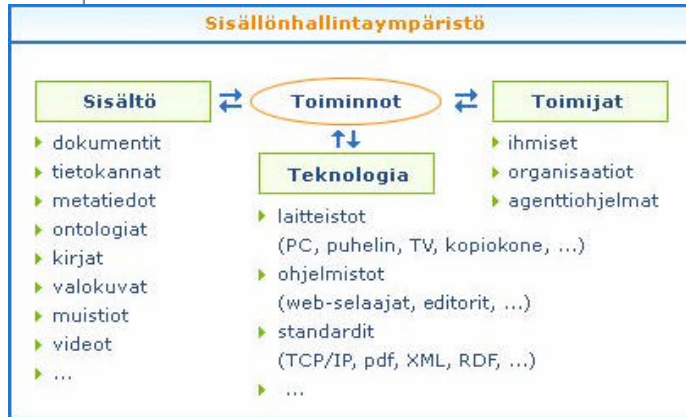 Sisällönhallintaympäristö
Sisältö
dokumentit
tietokannat
metatiedot
ontologiat
kirjat
valokuvat
muistiot
videot
...
Toiminnot
Teknologia
laitteistot
(PC, puhelin, TV, kopiokone, ...)
ohjelmistot
(web-selaajat, editorit, ...)
standardit
(TCP/IP, pdf, XML, RDF, ...)
...
Toimijat
ihmiset
organisaatiot
agenttiohjelmat